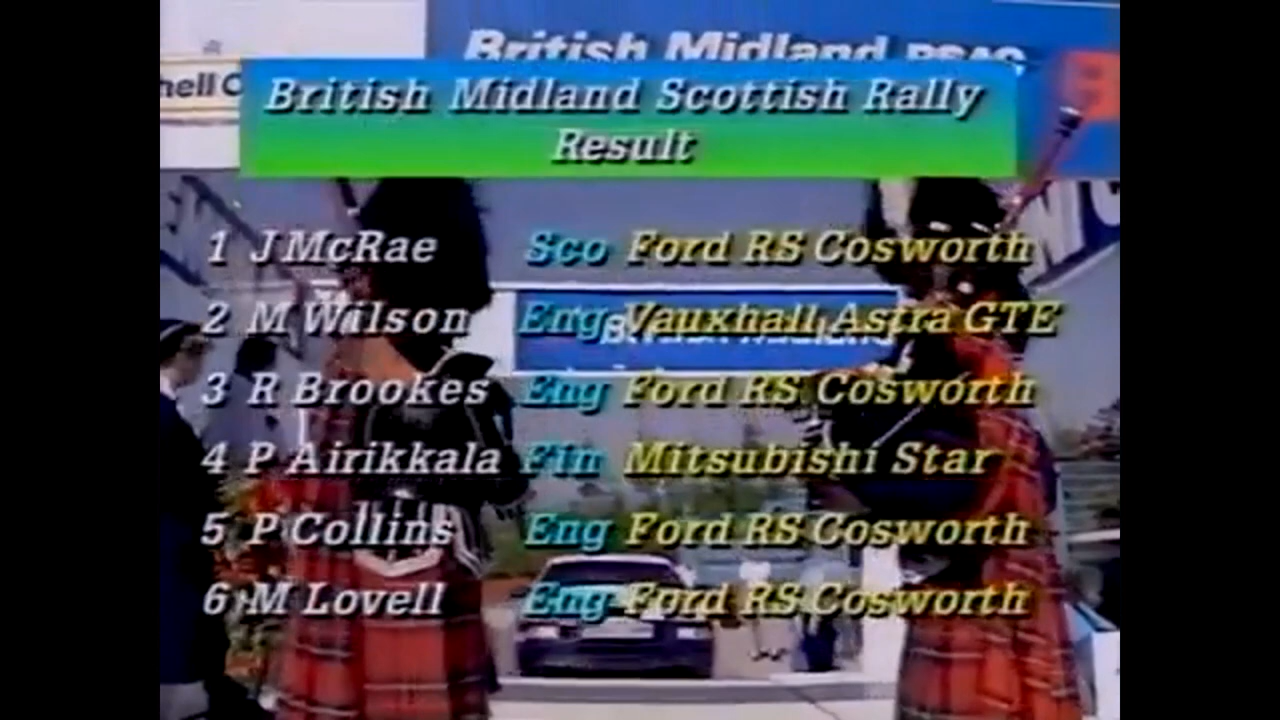 British Midland RSAC
hell O
British Midland Scottish Rally
Result
1 J McRae Sco Ford RS Cosworth
2 M Wilson Eng Vauxhall Astra GTE
3 R Brookes Eng Ford RS Cosworth
4 P Airikkala Fin Mitsubishi Star
5 P Collins Eng Ford RS Cosworth
6 M Lovell Eng Ford RS Cosworth